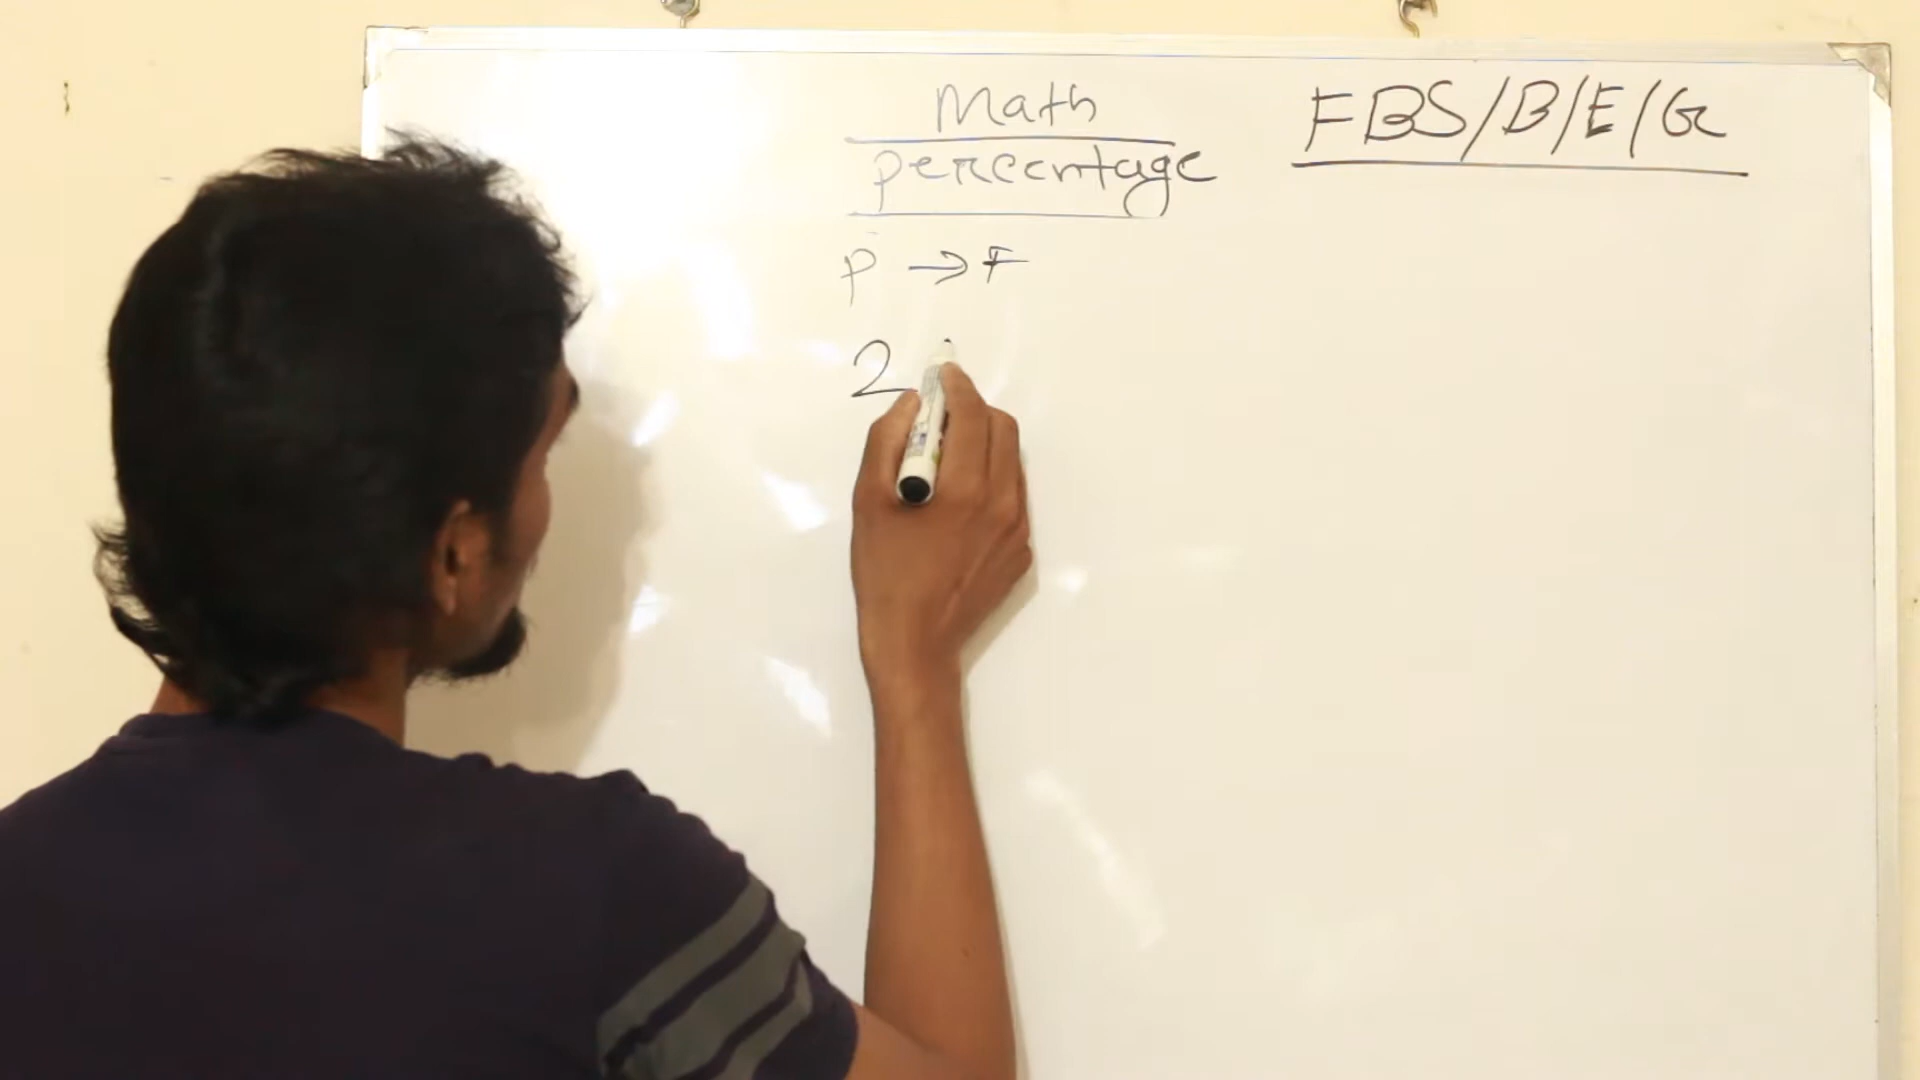 Math
percentage
FBS/B/E/G
P → F
2